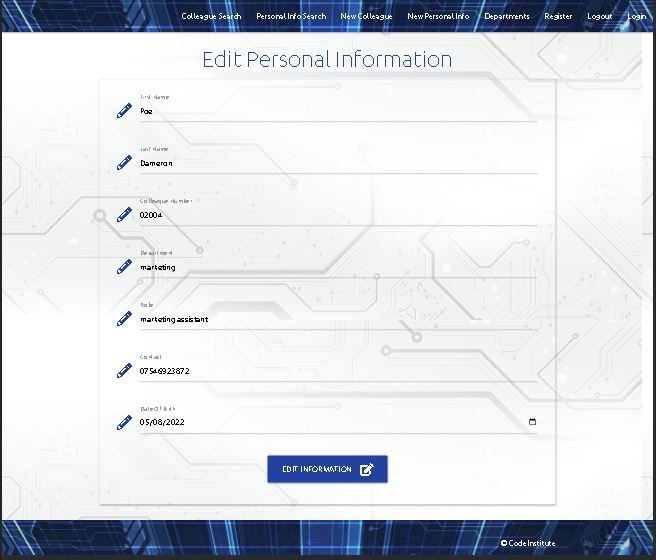 Colleague Search Personal Info Search New Colleague New Personal Info Departments Register Logout Login
Edit Personal Information
First Name
Poe
Last Name
Dameron
Colleague Number
02004
Department
marketing
Role
marketing assistant
Contact
07546923872
Date Of Birth
05/08/2022
EDIT INFORMATION
© Code Institute